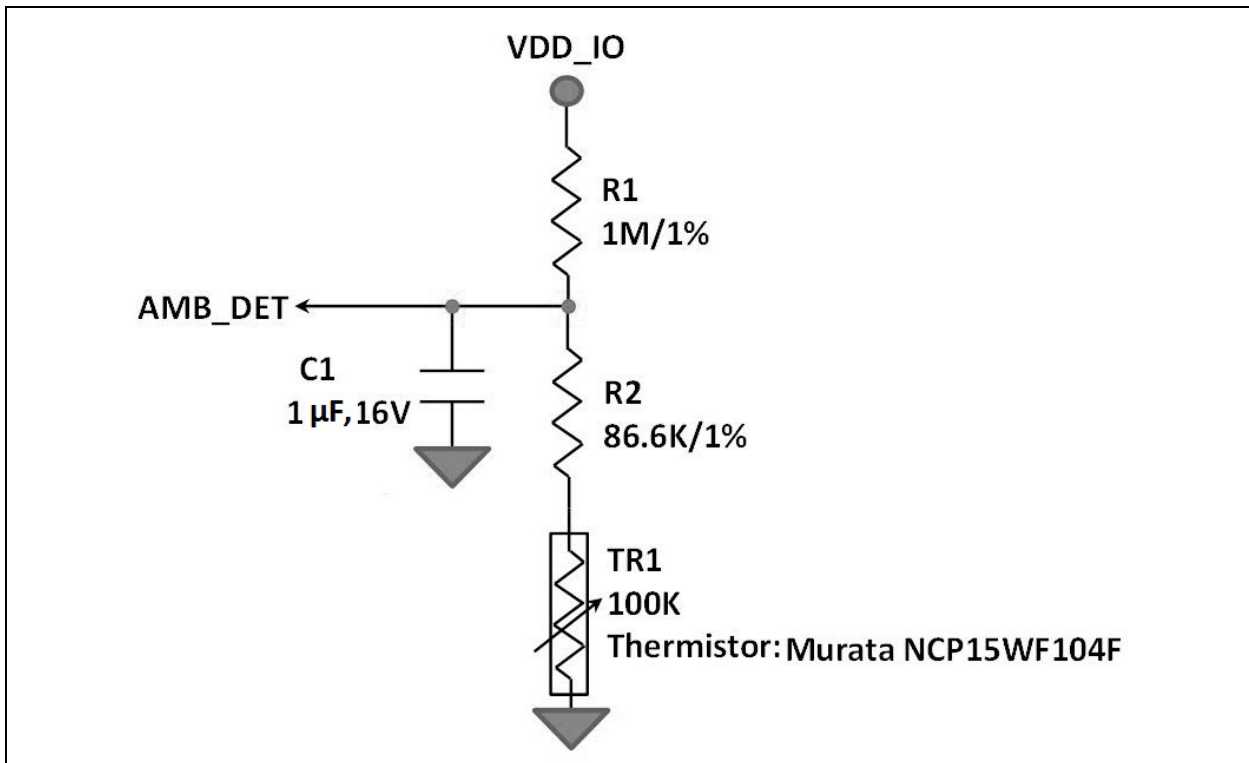 VDD_IO
R1
1M/1%
AMB_DET
C1
1 µF, 16V
R2
86.6K/1%
TR1
100K
Thermistor: Murata NCP15WF104F